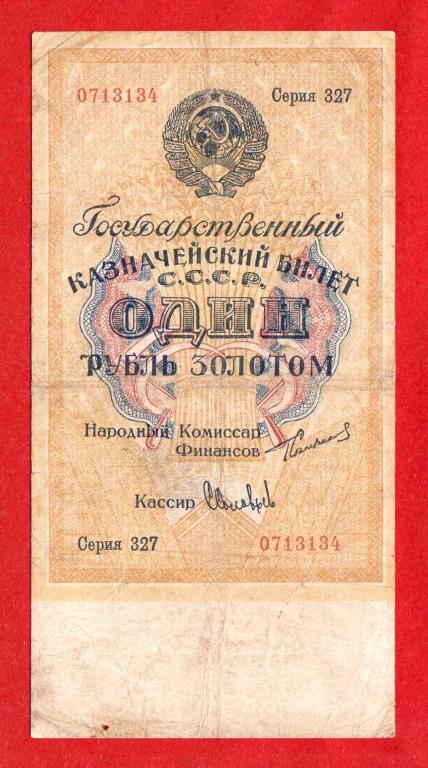 0713134 Серия 327
Государственный
КАЗНАЧЕЙСКИЙ БИЛЕТ
С.С.С.Р.
ОДИН
РУБЛЬ ЗОЛОТОМ
Народный Комиссар
Финансов
Кассир
Серия 327 0713134